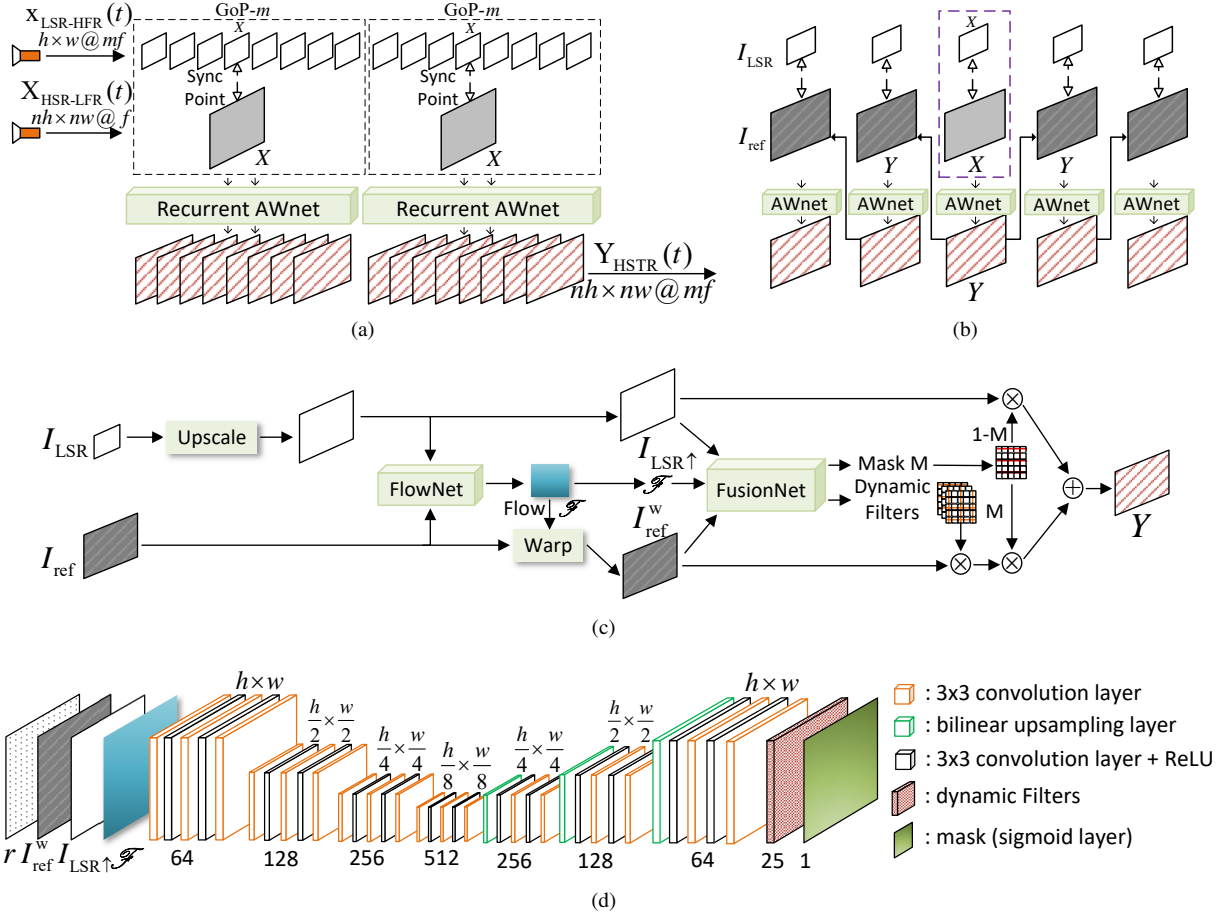 x_LSR-HFR(t)
h×w@mf
X_HSR-LFR(t)
nh×nw@f
GoP-m
X
Sync
Point
X
GoP-m
X
Sync
Point
X
Recurrent AWnet
Recurrent AWnet
Y_HSTR(t)
nh×nw@mf
(a)
I_LSR
X
I_ref
Y
X
Y
AWnet
AWnet
AWnet
AWnet
AWnet
Y
(b)
I_LSR
Upscale
I_LSR↑
FlowNet
Flow ℱ
ℱ
I_ref
Warp
I^w_ref
FusionNet
Mask M
Dynamic
Filters
1-M
M
Y
(c)
h×w
h/2 × w/2
h/4 × w/4
h/8 × w/8
h/4 × w/4
h/2 × w/2
h×w
r I^w_ref I_LSR↑ ℱ
64
128
256
512
256
128
64
25
1
: 3x3 convolution layer
: bilinear upsampling layer
: 3x3 convolution layer + ReLU
: dynamic Filters
: mask (sigmoid layer)
(d)